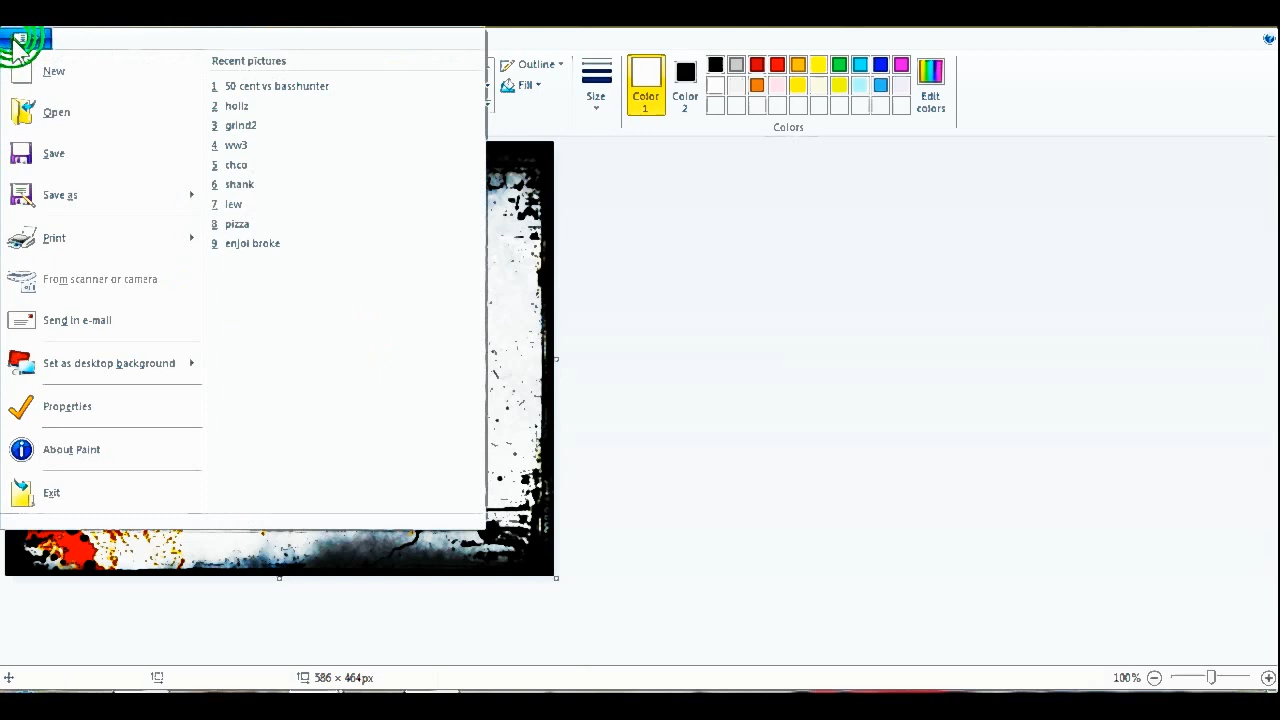 New
Open
Save
Save as
Print
From scanner or camera
Send in e-mail
Set as desktop background
Properties
About Paint
Exit
Recent pictures
1 50 cent vs basshunter
2 hollz
3 grind2
4 ww3
5 chco
6 shank
7 lew
8 pizza
9 enjoi broke
Outline
Fill
Size
Color
1
Color
2
Edit
colors
Colors
586 × 464px
100%